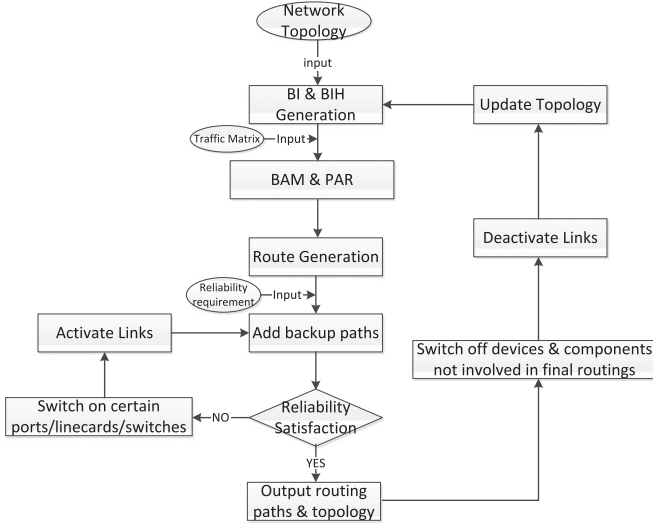 Network
Topology
input
BI & BIH
Generation
Update Topology
Traffic Matrix
Input
BAM & PAR
Deactivate Links
Route Generation
Reliability
requirement
Input
Activate Links
Add backup paths
Switch off devices & components
not involved in final routings
Switch on certain
ports/linecards/switches
NO
Reliability
Satisfaction
YES
Output routing
paths & topology